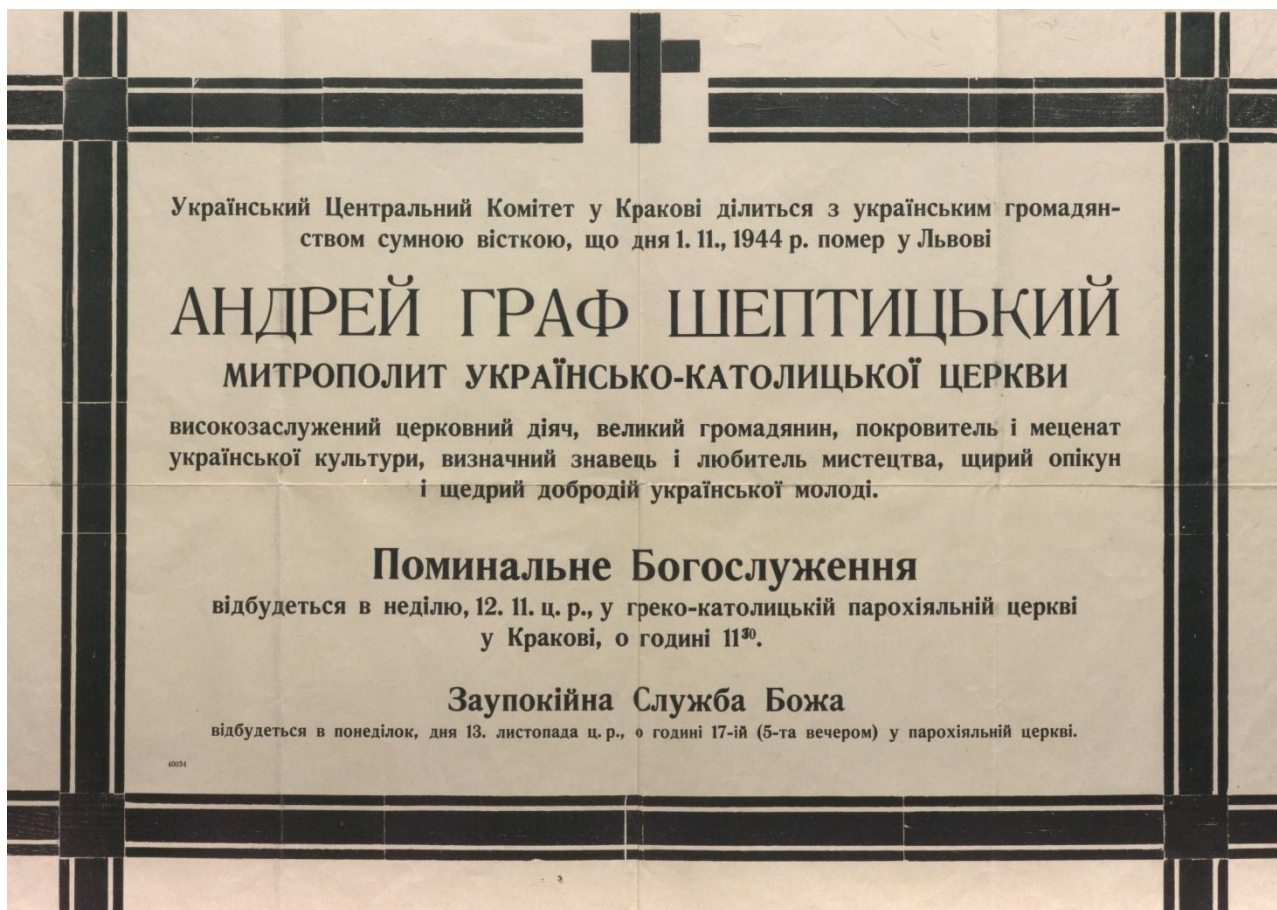 Український Центральний Комітет у Кракові ділиться з українським громадян-
ством сумною вісткою, що дня 1. 11., 1944 р. помер у Львові
АНДРЕЙ ГРАФ ШЕПТИЦЬКИЙ
МИТРОПОЛИТ УКРАЇНСЬКО-КАТОЛИЦЬКОЇ ЦЕРКВИ
високозаслужений церковний діяч, великий громадянин, покровитель і меценат
української культури, визначний знавець і любитель мистецтва, щирий опікун
і щедрий добродій української молоді.
Поминальне Богослуження
відбудеться в неділю, 12. 11. ц. р., у греко-католицькій парохіяльній церкві
у Кракові, о годині 11³⁰.
Заупокійна Служба Божа
відбудеться в понеділок, дня 13. листопада ц. р., о годині 17-ій (5-та вечером) у парохіяльній церкві.
40034